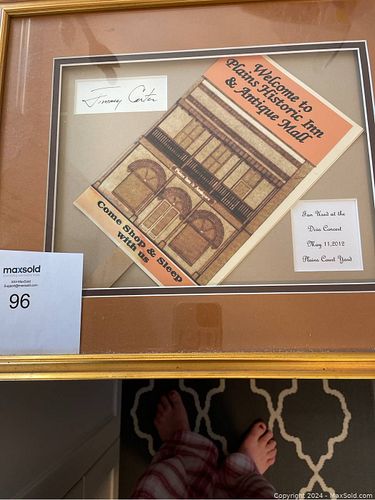 Jimmy Carter
Welcome to
Plains Historic Inn
& Antique Mall
Come Shop & Sleep
with us
Fan Used at the
Diva Concert
May 11,2012
Plains Court Yard
maxsold
96
Copyright © 2024 - MaxSold.com